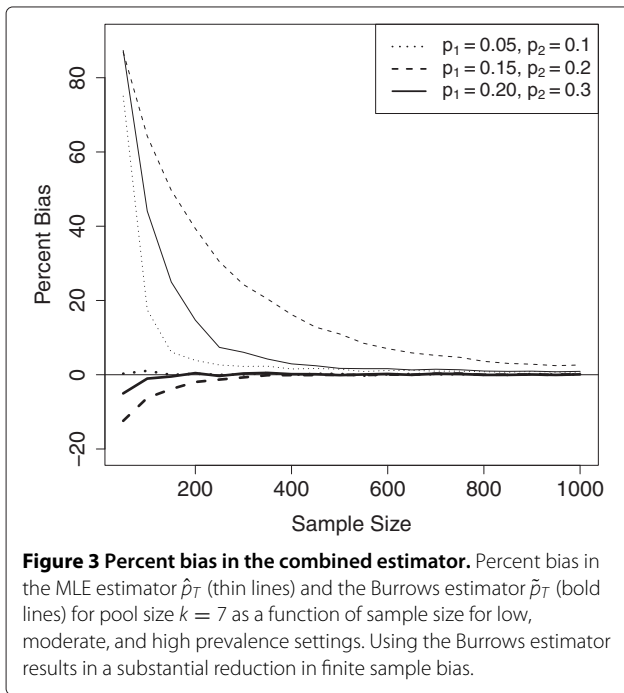 p₁ = 0.05, p₂ = 0.1
p₁ = 0.15, p₂ = 0.2
p₁ = 0.20, p₂ = 0.3
Percent Bias
80
60
40
20
0
−20
200 400 600 800 1000
Sample Size
Figure 3 Percent bias in the combined estimator. Percent bias in
the MLE estimator p̂_T (thin lines) and the Burrows estimator p̃_T (bold
lines) for pool size k = 7 as a function of sample size for low,
moderate, and high prevalence settings. Using the Burrows estimator
results in a substantial reduction in finite sample bias.